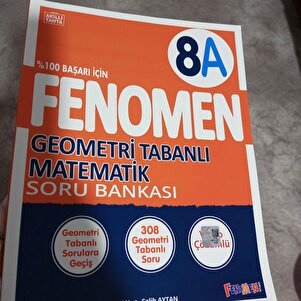 AKILLI
TAHTA
8A
%100 BAŞARI İÇİN
FENOMEN
GEOMETRİ TABANLI
MATEMATİK
SORU BANKASI
Geometri
Tabanlı
Sorulara
Geçiş
308
Geometri
Tabanlı
Soru
Çözümlü
Salih AYTAN
FENOMEN